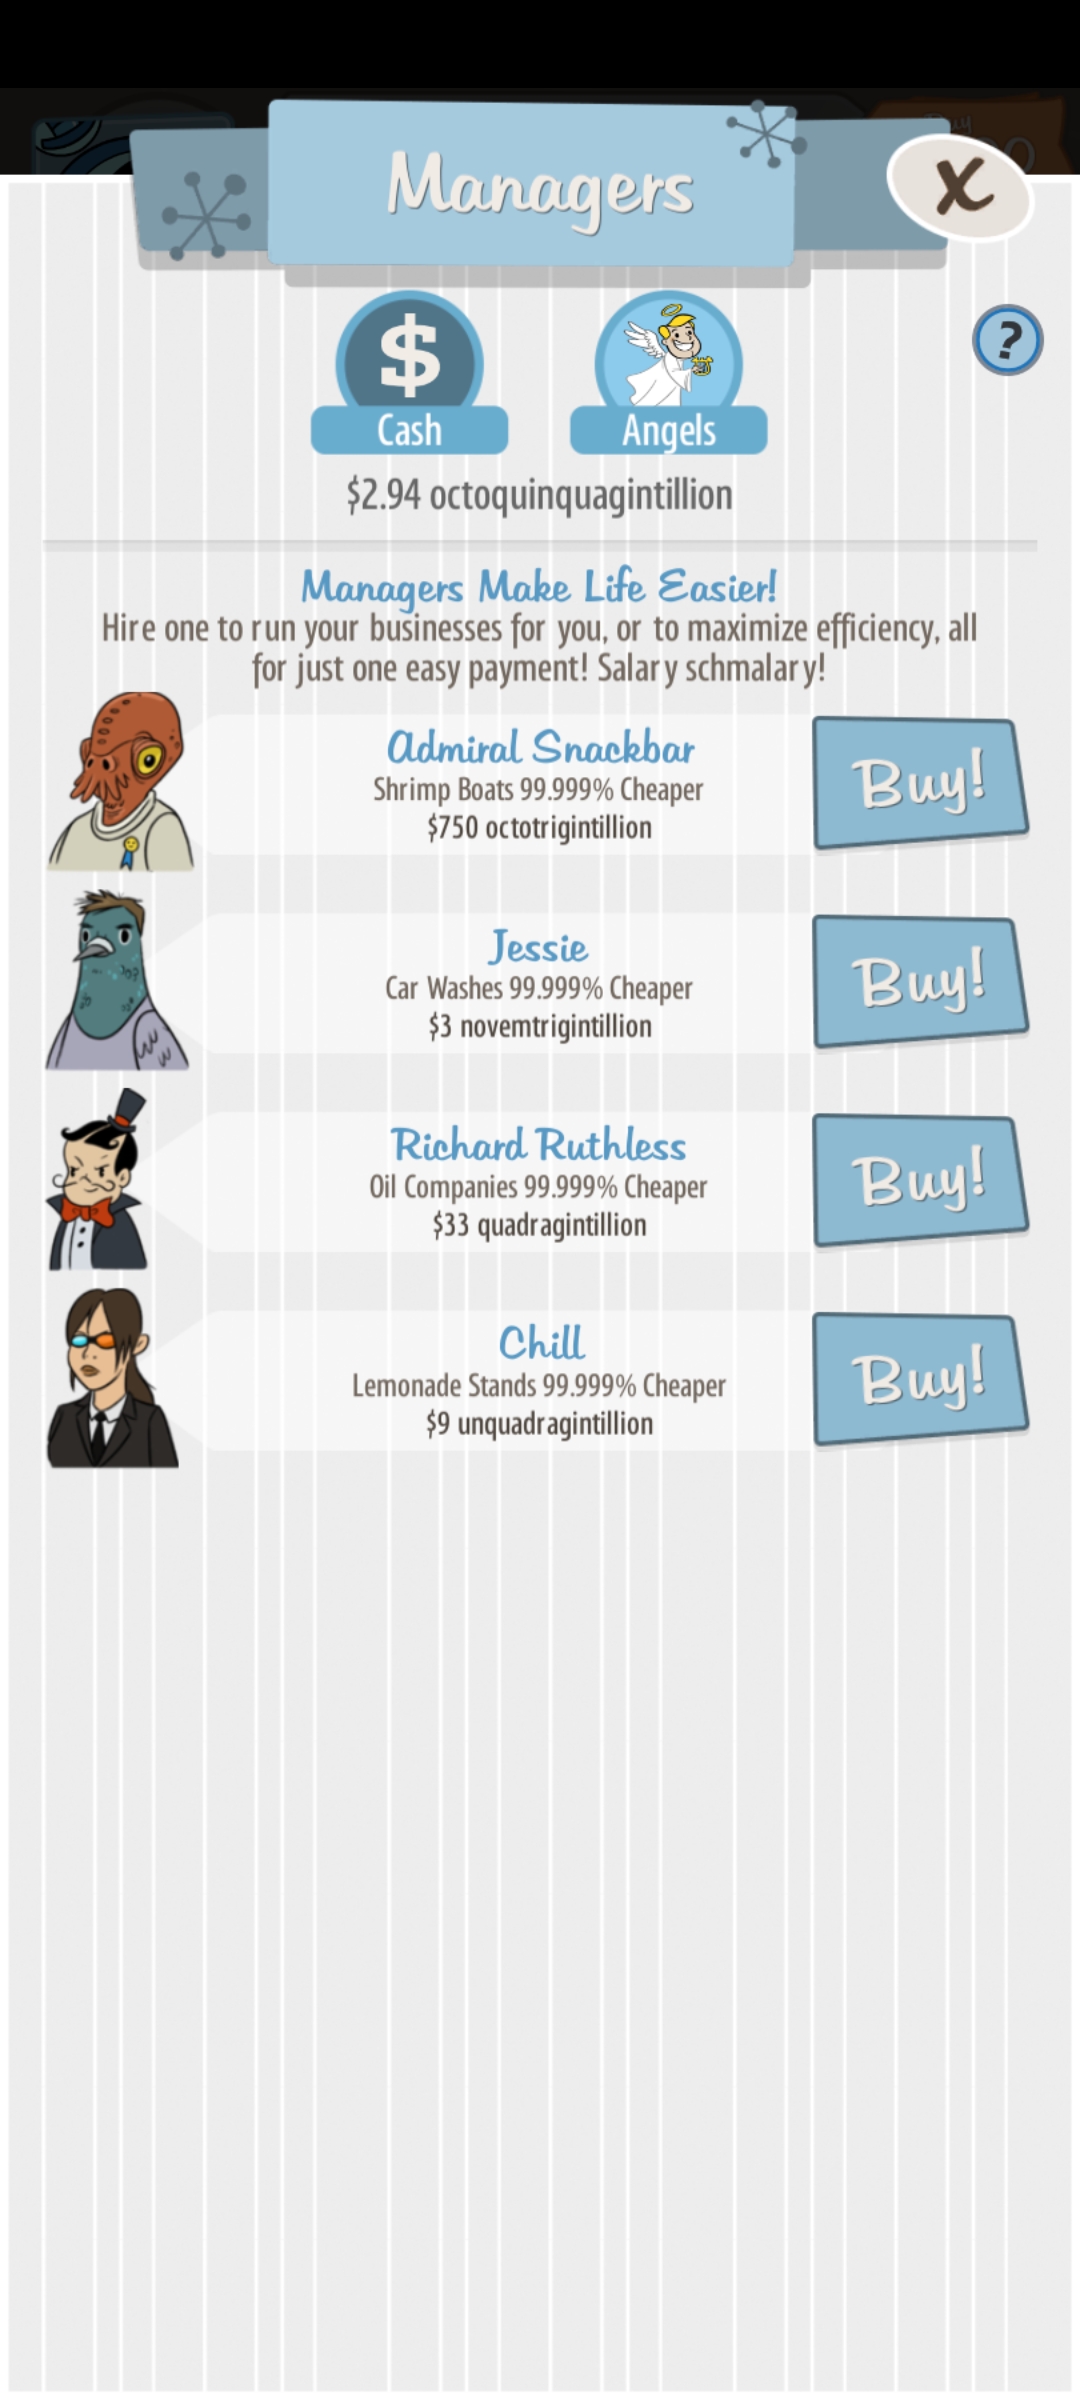 Managers
X
$
?
Cash
Angels
$2.94 octoquinquagintillion
Managers Make Life Easier!
Hire one to run your businesses for you, or to maximize efficiency, all
for just one easy payment! Salary schmalary!
Admiral Snackbar
Shrimp Boats 99.999% Cheaper
$750 octotrigintillion
Buy!
Jessie
Car Washes 99.999% Cheaper
$3 novemtrigintillion
Buy!
Richard Ruthless
Oil Companies 99.999% Cheaper
$33 quadragintillion
Buy!
Chill
Lemonade Stands 99.999% Cheaper
$9 unquadragintillion
Buy!